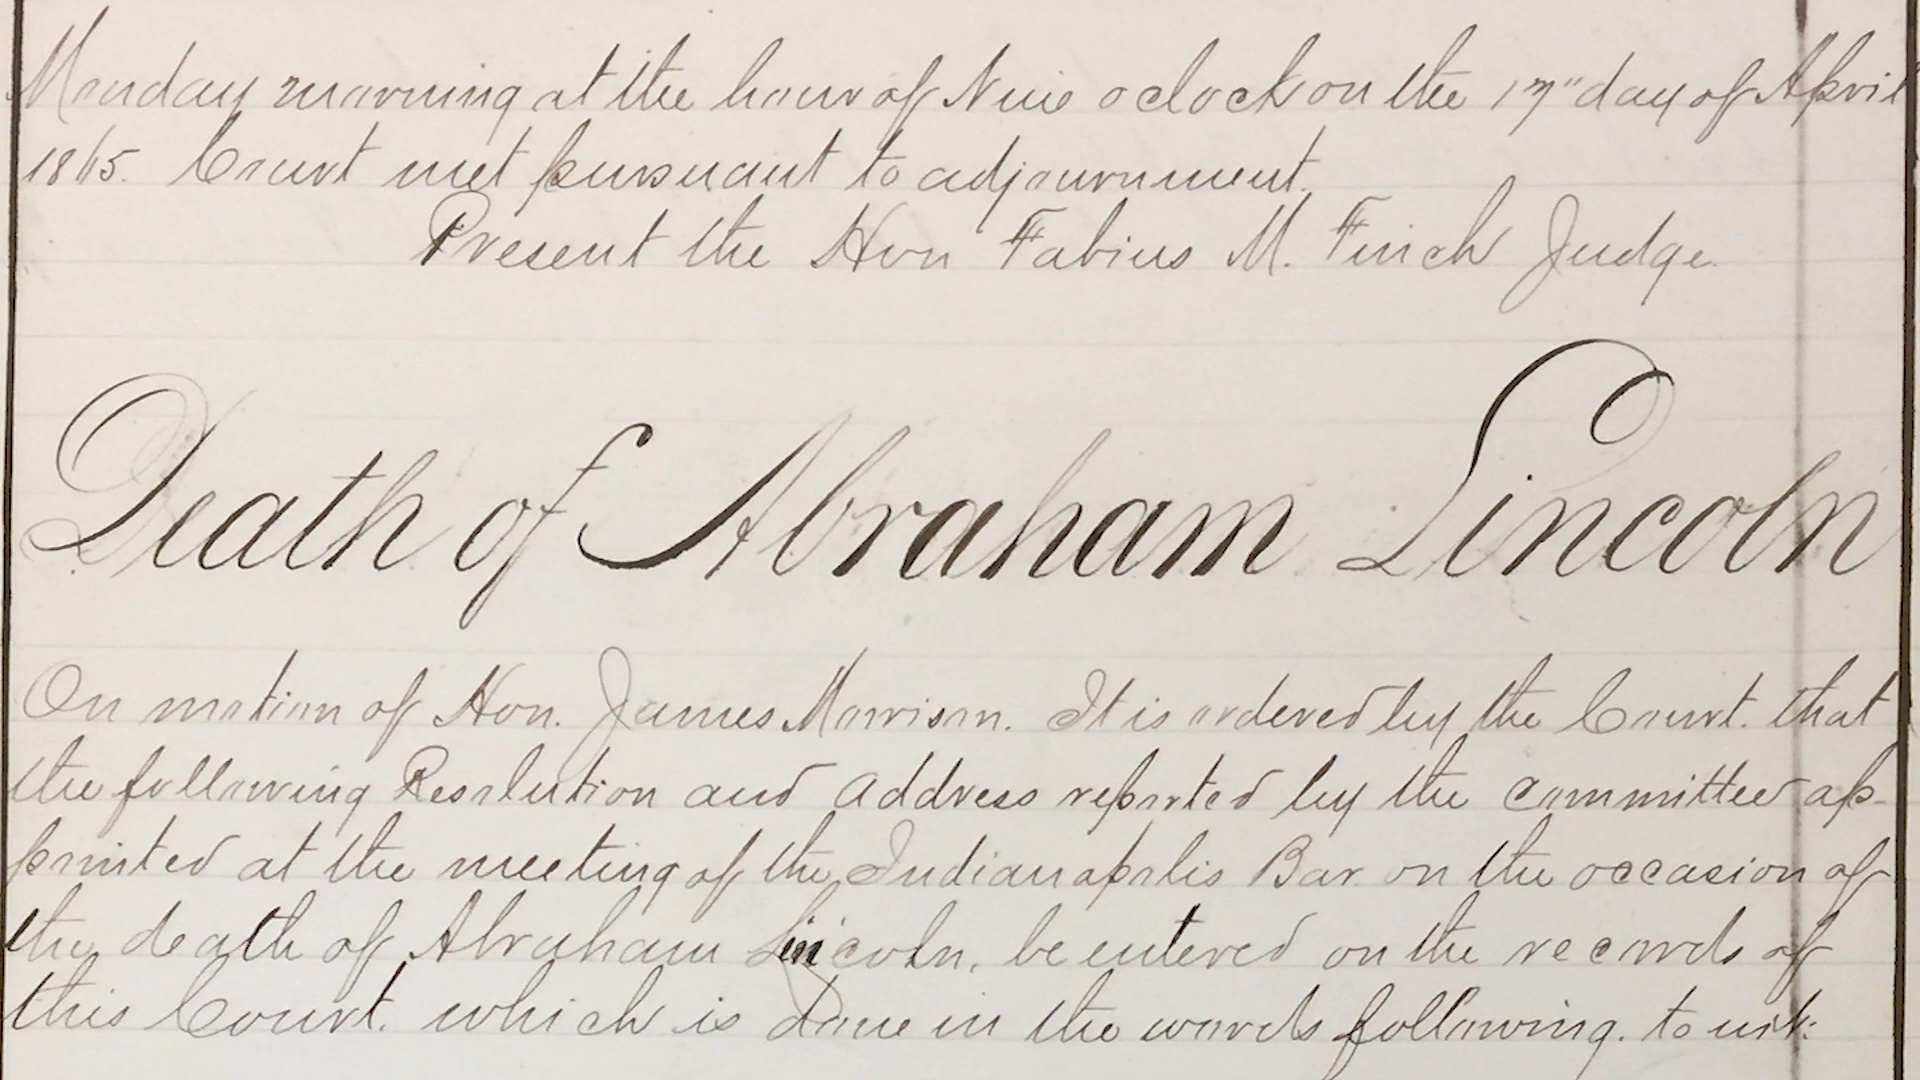 Monday morning at the hour of Nine o clock on the 17" day of April
1865. Court met pursuant to adjournment.
Present the Hon Fabius M. Finch Judge.
Death of Abraham Lincoln
On motion of Hon. James Morrison. It is ordered by the Court. that
the following Resolution and address reported by the committee ap-
pointed at the meeting of the Indianapolis Bar on the occasion of
the death of Abraham Lincoln, be entered on the records of
this Court. which is done in the words following. to wit: